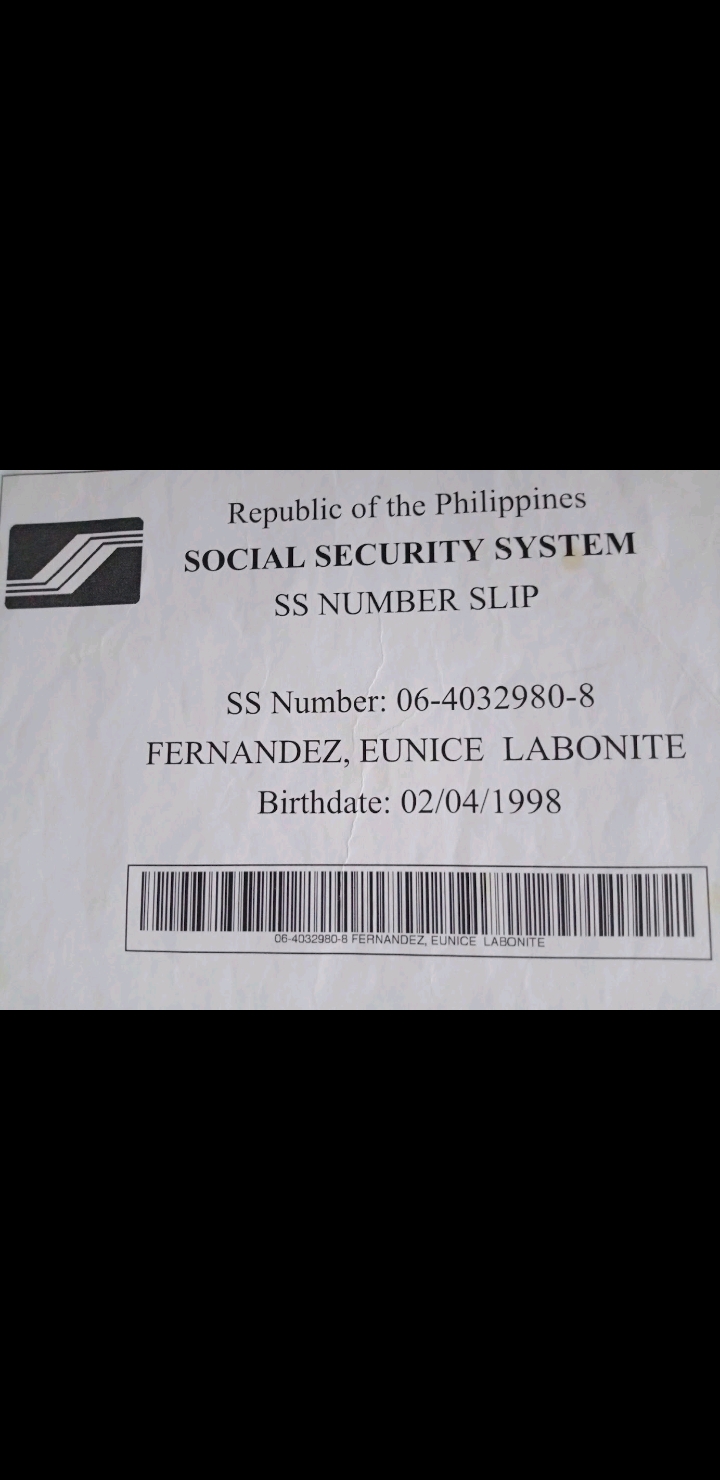 Republic of the Philippines
SOCIAL SECURITY SYSTEM
SS NUMBER SLIP
SS Number: 06-4032980-8
FERNANDEZ, EUNICE LABONITE
Birthdate: 02/04/1998
06-4032980-8 FERNANDEZ, EUNICE LABONITE